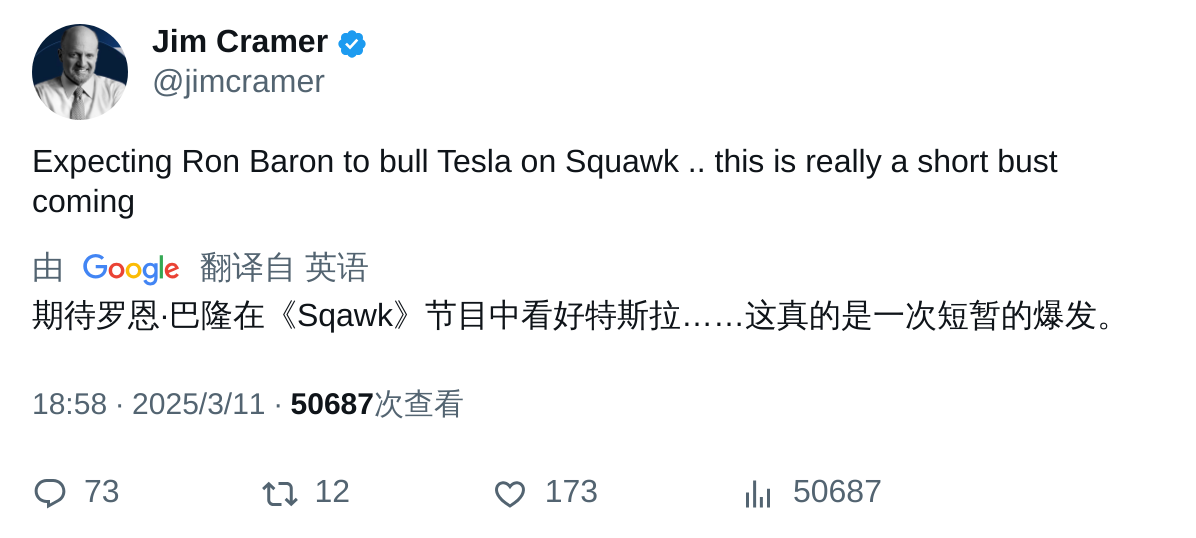 Jim Cramer
@jimcramer
Expecting Ron Baron to bull Tesla on Squawk .. this is really a short bust
coming
由 Google 翻译自 英语
期待罗恩·巴隆在《Sqawk》节目中看好特斯拉……这真的是一次短暂的爆发。
18:58 · 2025/3/11 · 50687次查看
73 12 173 50687